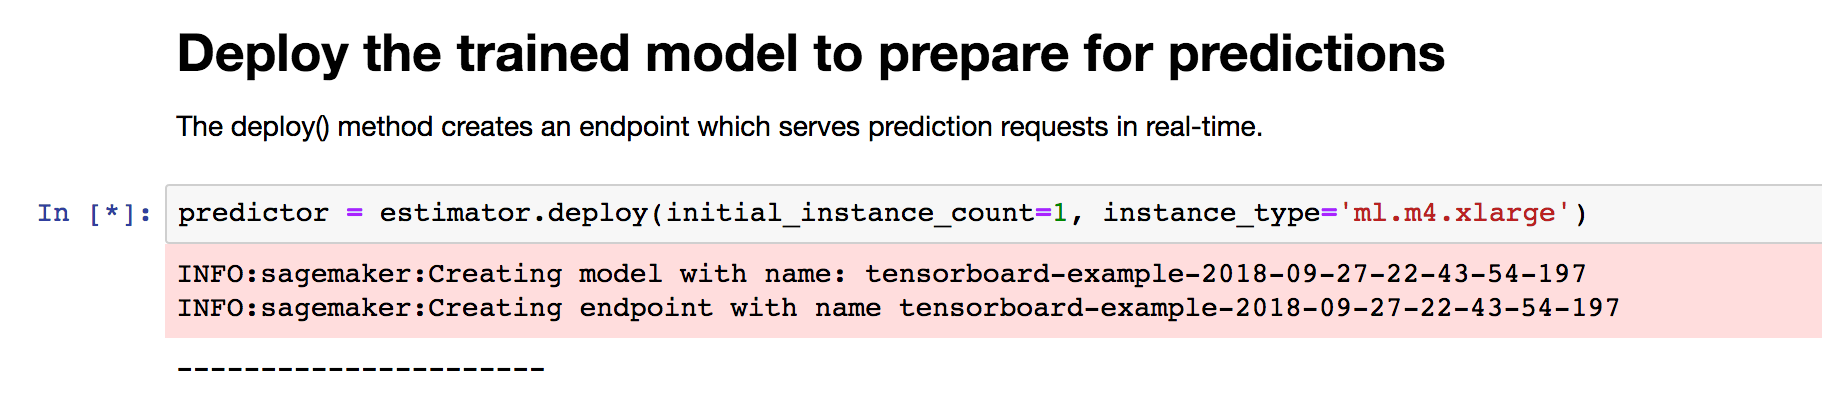 Deploy the trained model to prepare for predictions
The deploy() method creates an endpoint which serves prediction requests in real-time.
In [*]: predictor = estimator.deploy(initial_instance_count=1, instance_type='ml.m4.xlarge')
INFO:sagemaker:Creating model with name: tensorboard-example-2018-09-27-22-43-54-197
INFO:sagemaker:Creating endpoint with name tensorboard-example-2018-09-27-22-43-54-197
----------------------